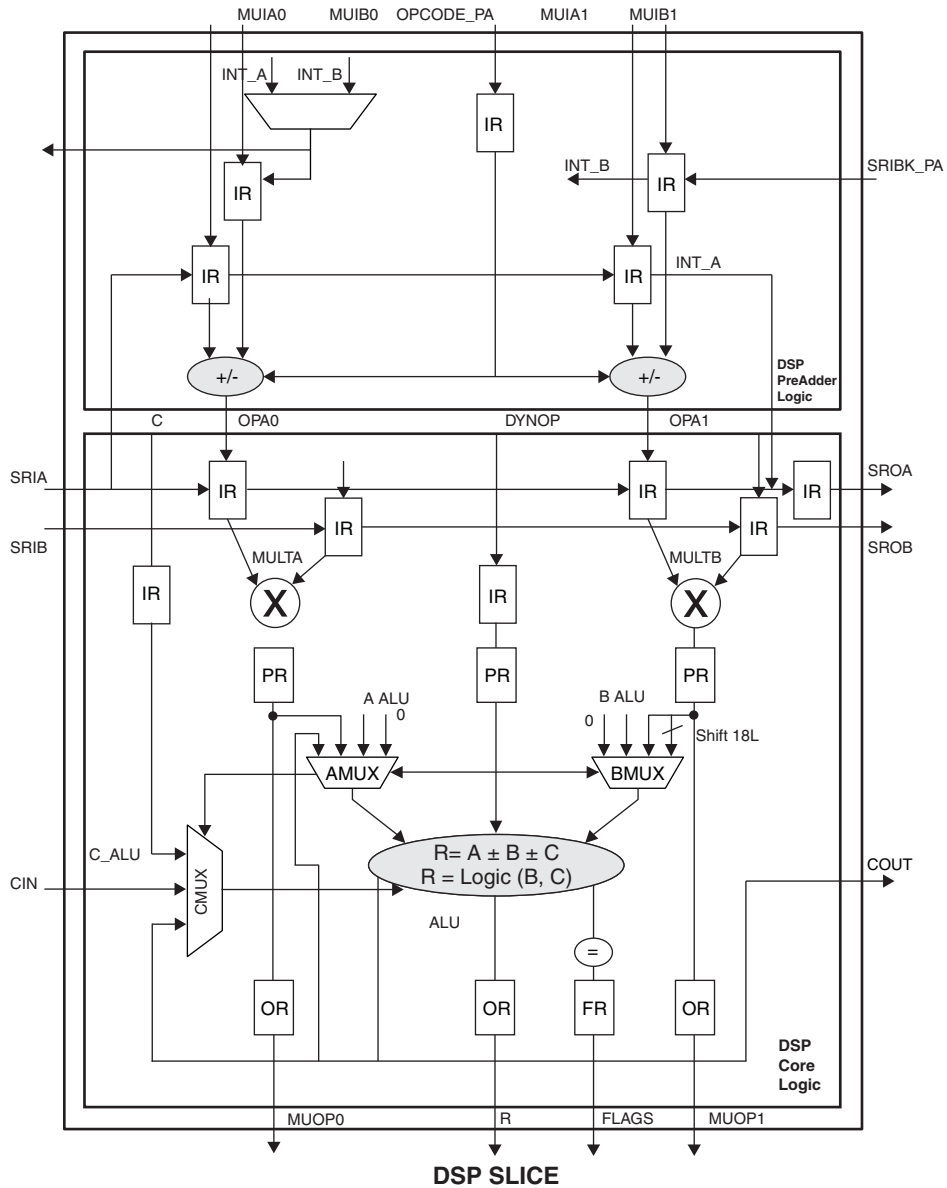 MUIA0
MUIB0
OPCODE_PA
MUIA1
MUIB1
INT_A
INT_B
IR
IR
INT_B
IR
SRIBK_PA
IR
IR
INT_A
+/-
+/-
DSP
PreAdder
Logic
C
OPA0
DYNOP
OPA1
SRIA
IR
IR
IR
SROA
SRIB
IR
IR
SROB
MULTA
MULTB
IR
X
IR
X
PR
PR
PR
A ALU
0
B ALU
0
Shift 18L
AMUX
BMUX
R= A ± B ± C
R = Logic (B, C)
C_ALU
CIN
CMUX
COUT
ALU
=
OR
OR
FR
OR
DSP
Core
Logic
MUOP0
R
FLAGS
MUOP1
DSP SLICE